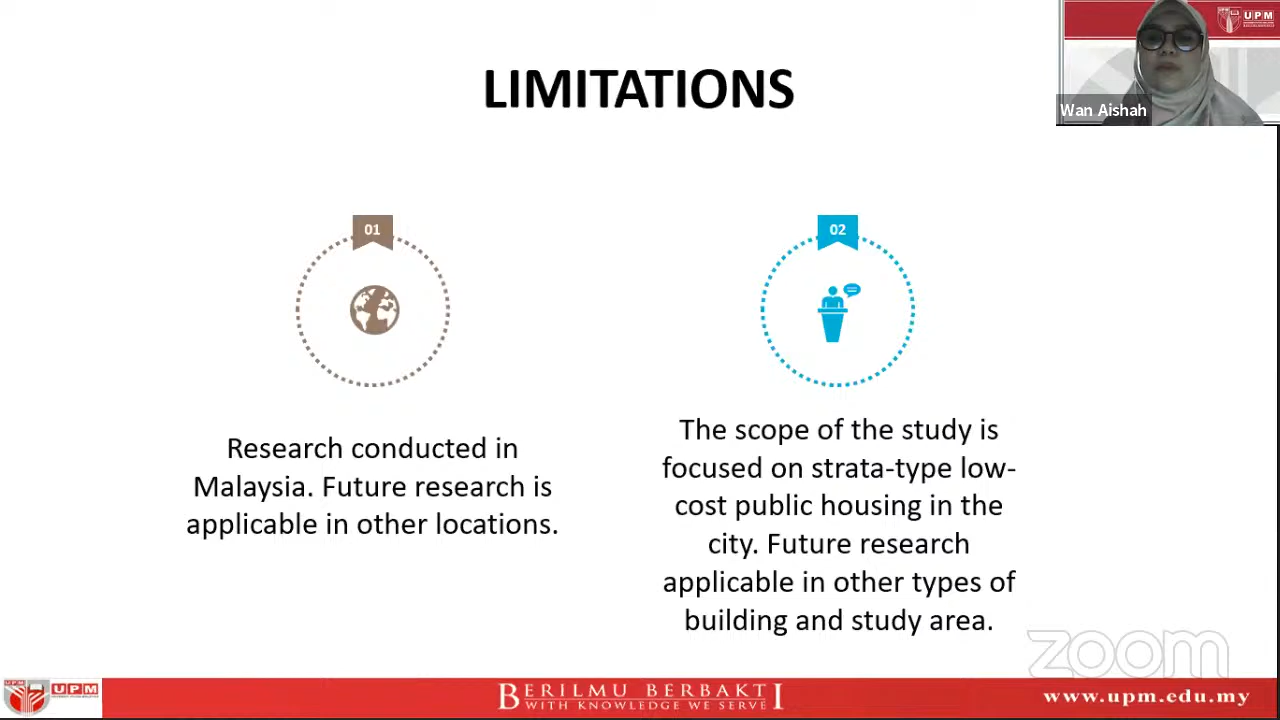 LIMITATIONS
UPM
Wan Aishah
01
Research conducted in
Malaysia. Future research is
applicable in other locations.
02
The scope of the study is
focused on strata-type low-
cost public housing in the
city. Future research
applicable in other types of
building and study area.
zoom
UPM
BERILMU BERBAKTI
WITH KNOWLEDGE WE SERVE
www.upm.edu.my